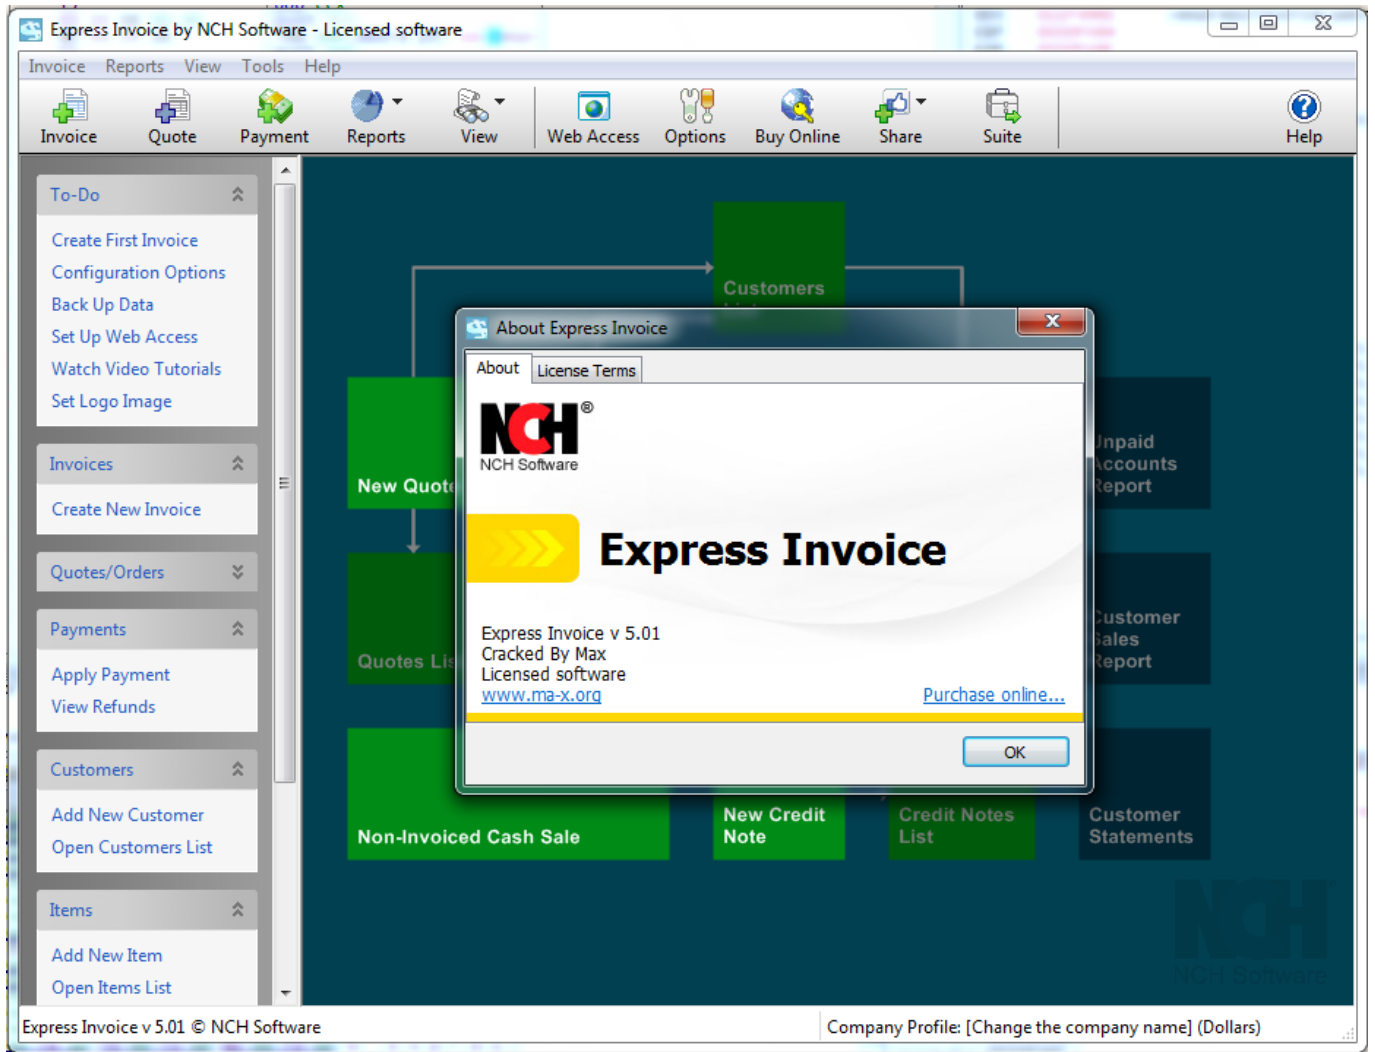 Express Invoice by NCH Software - Licensed software
Invoice Reports View Tools Help
Invoice Quote Payment Reports View Web Access Options Buy Online Share Suite Help
To-Do
Create First Invoice
Configuration Options
Back Up Data
Set Up Web Access
Watch Video Tutorials
Set Logo Image
Invoices
Create New Invoice
Quotes/Orders
Payments
Apply Payment
View Refunds
Customers
Add New Customer
Open Customers List
Items
Add New Item
Open Items List
Customers
New Quote
Quotes Lis
Non-Invoiced Cash Sale
New Credit
Note
Credit Notes
List
Unpaid
Accounts
Report
Customer
Sales
Report
Customer
Statements
NCH
NCH Software
About Express Invoice
About License Terms
NCH®
NCH Software
Express Invoice
Express Invoice v 5.01
Cracked By Max
Licensed software
www.ma-x.org
Purchase online...
OK
Express Invoice v 5.01 © NCH Software
Company Profile: [Change the company name] (Dollars)